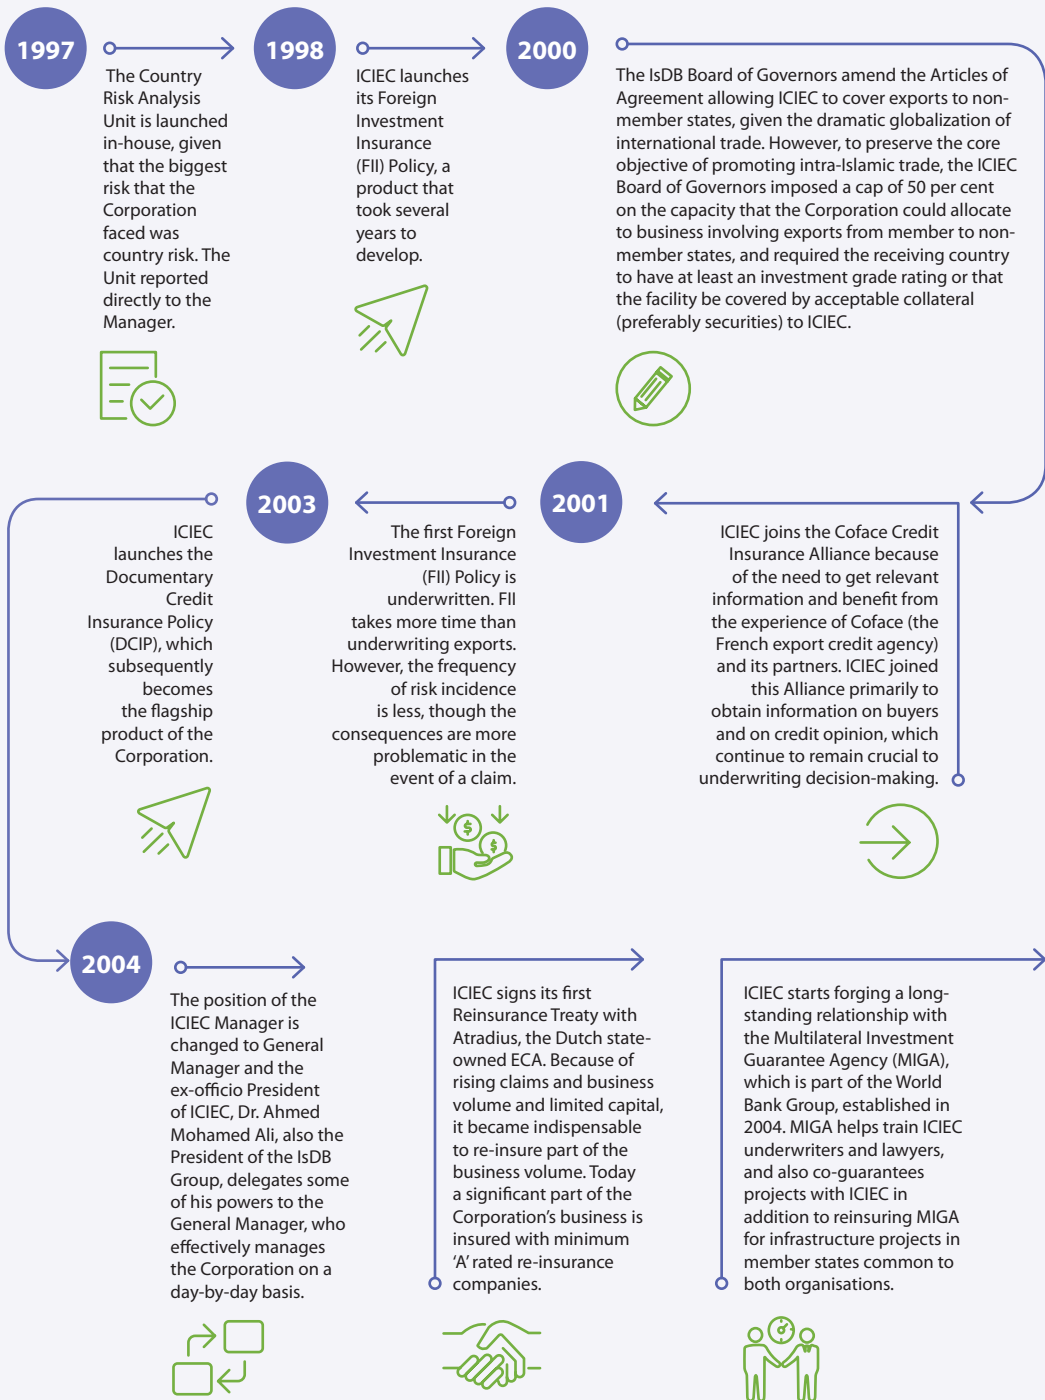 1997
The Country
Risk Analysis
Unit is launched
in-house, given
that the biggest
risk that the
Corporation
faced was
country risk. The
Unit reported
directly to the
Manager.
1998
ICIEC launches
its Foreign
Investment
Insurance
(FII) Policy, a
product that
took several
years to
develop.
2000
The IsDB Board of Governors amend the Articles of
Agreement allowing ICIEC to cover exports to non-
member states, given the dramatic globalization of
international trade. However, to preserve the core
objective of promoting intra-Islamic trade, the ICIEC
Board of Governors imposed a cap of 50 per cent
on the capacity that the Corporation could allocate
to business involving exports from member to non-
member states, and required the receiving country
to have at least an investment grade rating or that
the facility be covered by acceptable collateral
(preferably securities) to ICIEC.
ICIEC joins the Coface Credit
Insurance Alliance because
of the need to get relevant
information and benefit from
the experience of Coface (the
French export credit agency)
and its partners. ICIEC joined
this Alliance primarily to
obtain information on buyers
and on credit opinion, which
continue to remain crucial to
underwriting decision-making.
2001
The first Foreign
Investment Insurance
(FII) Policy is
underwritten. FII
takes more time than
underwriting exports.
However, the frequency
of risk incidence
is less, though the
consequences are more
problematic in the
event of a claim.
2003
ICIEC
launches the
Documentary
Credit
Insurance Policy
(DCIP), which
subsequently
becomes
the flagship
product of the
Corporation.
2004
The position of the
ICIEC Manager is
changed to General
Manager and the
ex-officio President
of ICIEC, Dr. Ahmed
Mohamed Ali, also the
President of the IsDB
Group, delegates some
of his powers to the
General Manager, who
effectively manages
the Corporation on a
day-by-day basis.
ICIEC signs its first
Reinsurance Treaty with
Atradius, the Dutch state-
owned ECA. Because of
rising claims and business
volume and limited capital,
it became indispensable
to re-insure part of the
business volume. Today
a significant part of the
Corporation's business is
insured with minimum
'A' rated re-insurance
companies.
ICIEC starts forging a long-
standing relationship with
the Multilateral Investment
Guarantee Agency (MIGA),
which is part of the World
Bank Group, established in
2004. MIGA helps train ICIEC
underwriters and lawyers,
and also co-guarantees
projects with ICIEC in
addition to reinsuring MIGA
for infrastructure projects in
member states common to
both organisations.